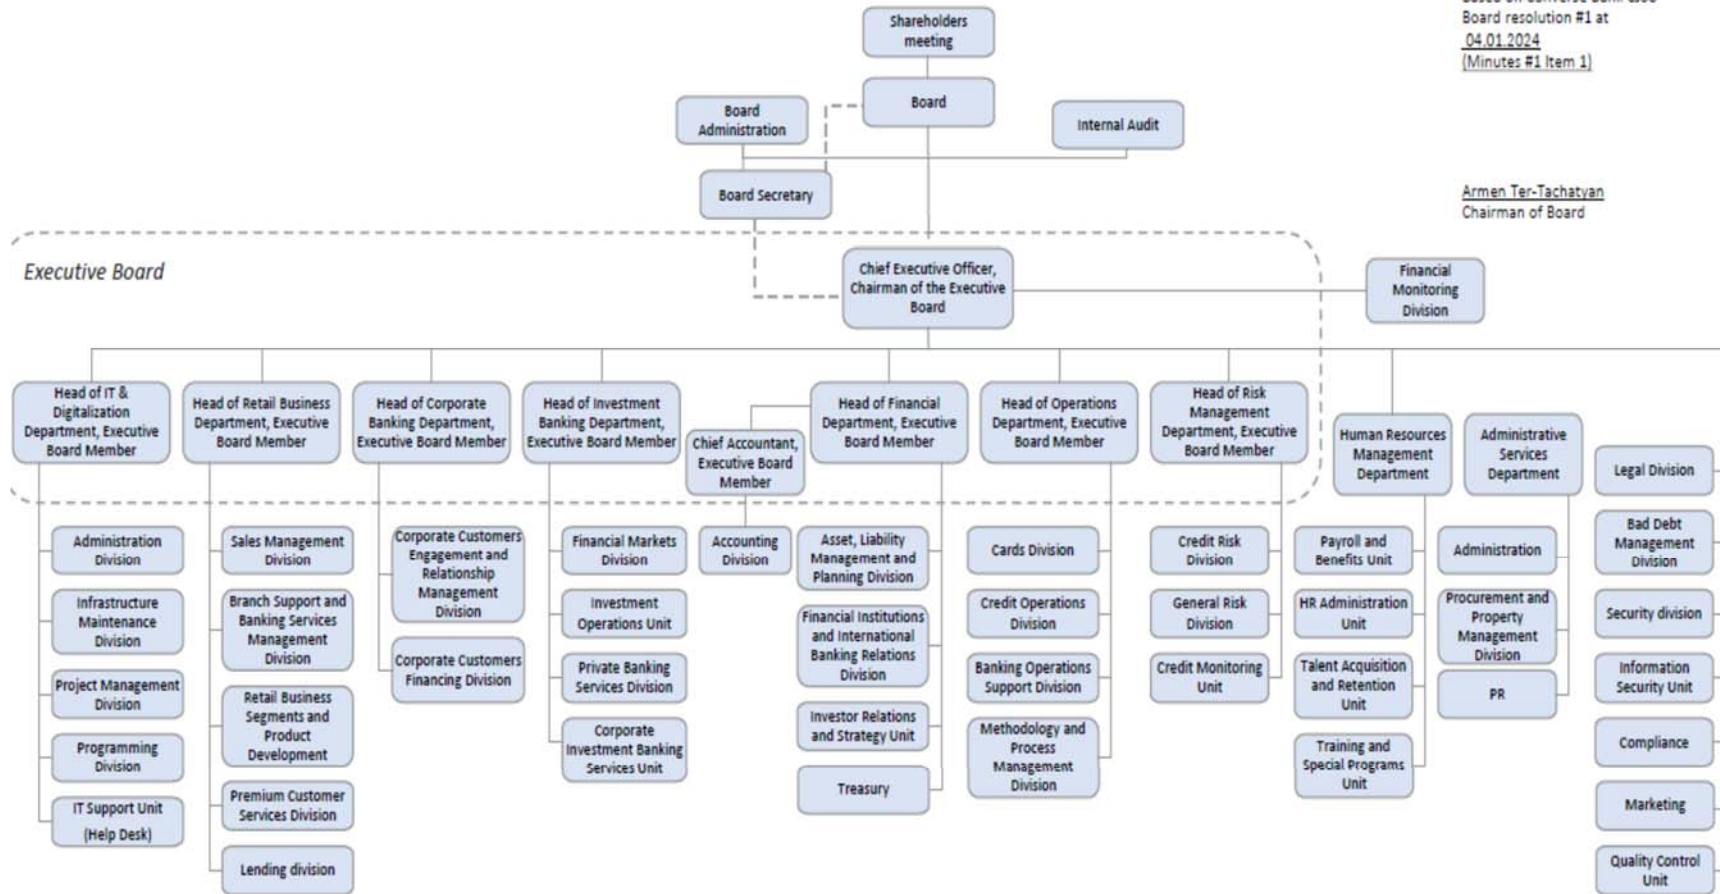 Board resolution #1 at
04.01.2024
(Minutes #1 Item 1)
Shareholders
meeting
Board
Board
Administration
Internal Audit
Board Secretary
Armen Ter-Tachatyan
Chairman of Board
Executive Board
Chief Executive Officer,
Chairman of the Executive
Board
Financial
Monitoring
Division
Head of IT &
Digitalization
Department, Executive
Board Member
Head of Retail Business
Department, Executive
Board Member
Head of Corporate
Banking Department,
Executive Board Member
Head of Investment
Banking Department,
Executive Board Member
Chief Accountant,
Executive Board
Member
Head of Financial
Department, Executive
Board Member
Head of Operations
Department, Executive
Board Member
Head of Risk
Management
Department, Executive
Board Member
Human Resources
Management
Department
Administrative
Services
Department
Legal Division
Administration
Division
Infrastructure
Maintenance
Division
Project Management
Division
Programming
Division
IT Support Unit
(Help Desk)
Sales Management
Division
Branch Support and
Banking Services
Management
Division
Retail Business
Segments and
Product
Development
Premium Customer
Services Division
Lending division
Corporate Customers
Engagement and
Relationship
Management
Division
Corporate Customers
Financing Division
Financial Markets
Division
Investment
Operations Unit
Private Banking
Services Division
Corporate
Investment Banking
Services Unit
Accounting
Division
Asset, Liability
Management and
Planning Division
Financial Institutions
and International
Banking Relations
Division
Investor Relations
and Strategy Unit
Treasury
Cards Division
Credit Operations
Division
Banking Operations
Support Division
Methodology and
Process
Management
Division
Credit Risk
Division
General Risk
Division
Credit Monitoring
Unit
Payroll and
Benefits Unit
HR Administration
Unit
Talent Acquisition
and Retention
Unit
Training and
Special Programs
Unit
Administration
Procurement and
Property
Management
Division
PR
Bad Debt
Management
Division
Security division
Information
Security Unit
Compliance
Marketing
Quality Control
Unit